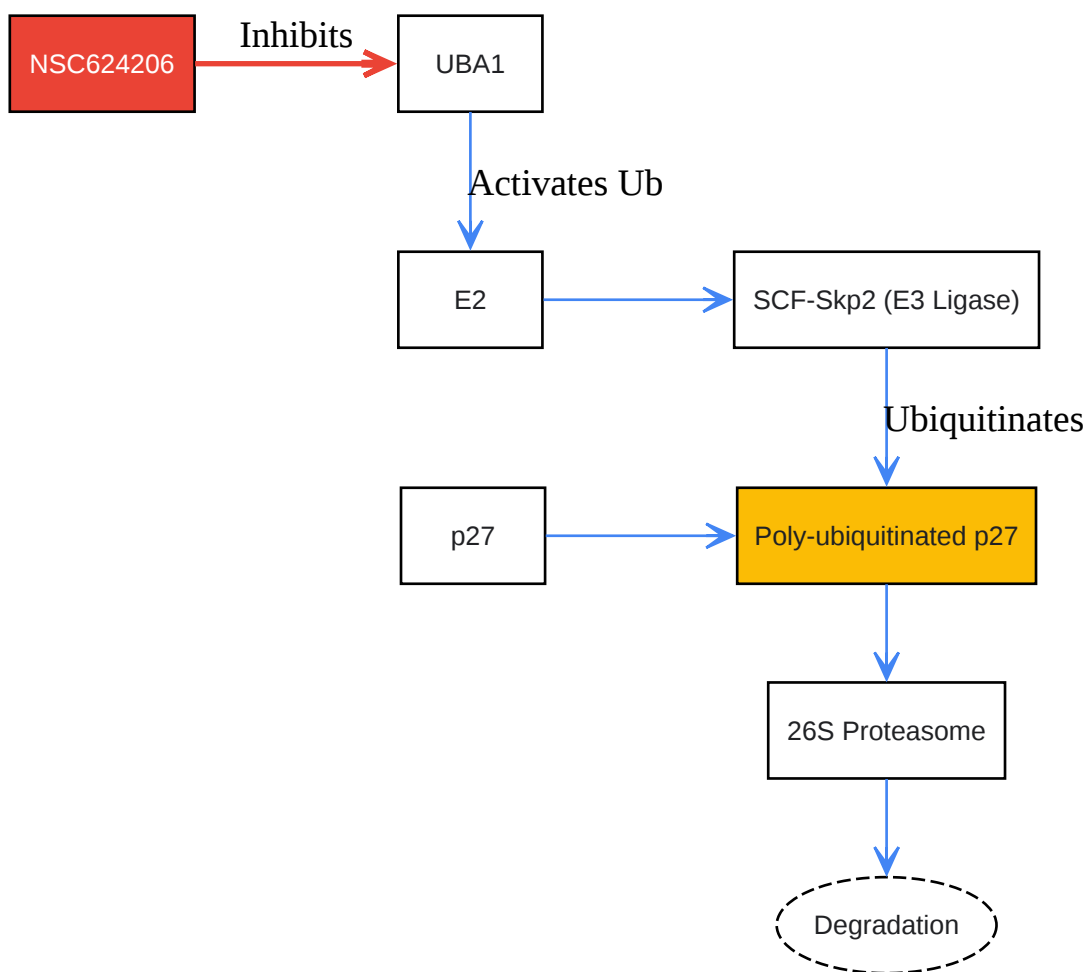 NSC624206
Inhibits
UBA1
Activates Ub
E2
SCF-Skp2 (E3 Ligase)
Ubiquitinates
p27
Poly-ubiquitinated p27
26S Proteasome
Degradation